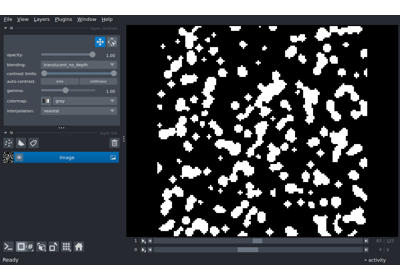 File View Layers Plugins Window Help
opacity: 1.00
blending: translucent_no_depth
contrast limits:
auto-contrast: once continuous
gamma: 1.00
colormap: gray
interpolation: nearest
Image
1
0
Ready activity